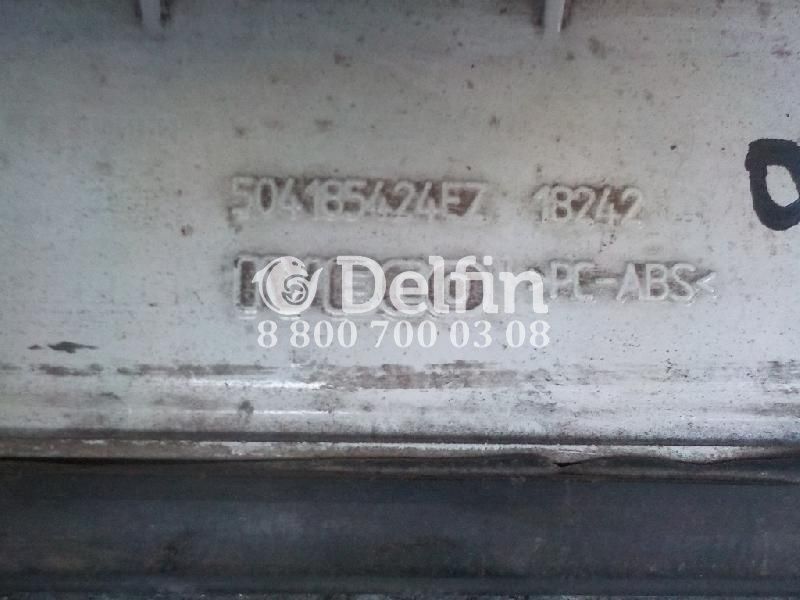 504185424EZ 18242
Delfin >PC-ABS<
8 800 700 03 08